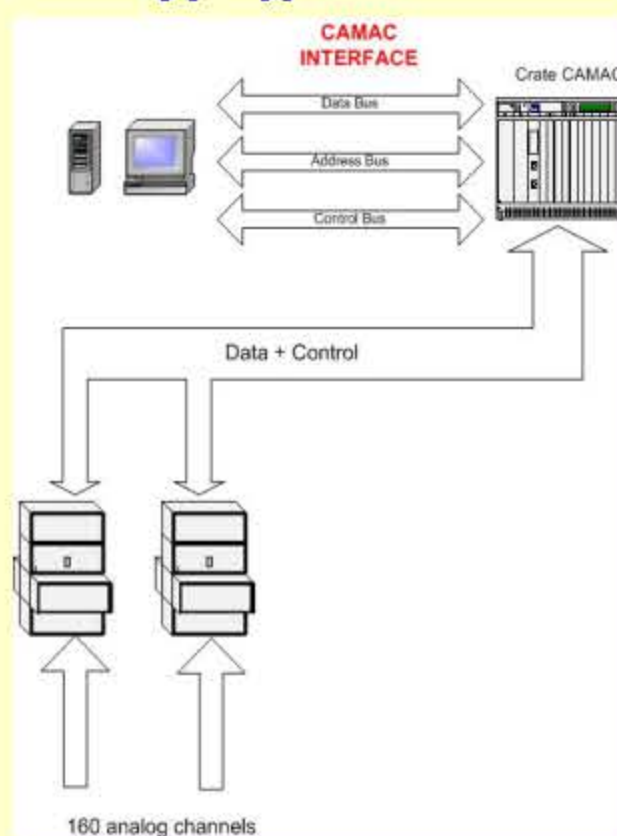 CAMAC
INTERFACE
Crate CAMAC
Data Bus
Address Bus
Control Bus
Data + Control
160 analog channels